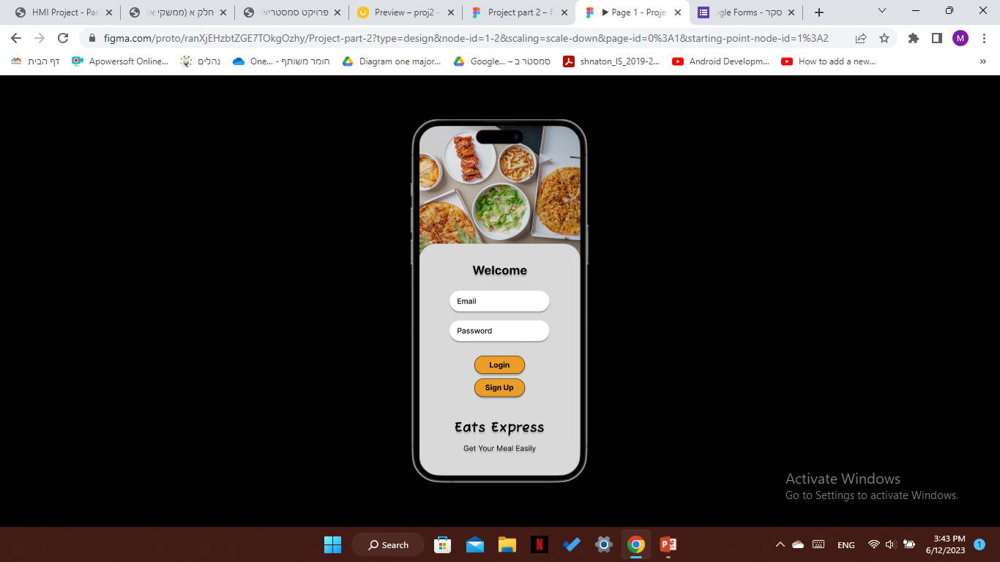 HMI Project - Par
חלק א (ממשקי אד
פרויקט סמסטריא
Preview – proj2 –
Project part 2 – F
▶ Page 1 - Proje
ogle Forms - סקר
figma.com/proto/ranXjEHzbtZGE7TOkgOzhy/Project-part-2?type=design&node-id=1-2&scaling=scale-down&page-id=0%3A1&starting-point-node-id=1%3A2
M
דף הבית
Apowersoft Online...
נהלים
One... - חומר משותף
Diagram one major...
Google... – סמסטר ב
shnaton_IS_2019-2...
Android Developm...
How to add a new...
»
Welcome
Email
Password
Login
Sign Up
Eats Express
Get Your Meal Easily
Activate Windows
Go to Settings to activate Windows.
Search
N
P
ENG
3:43 PM
6/12/2023
1